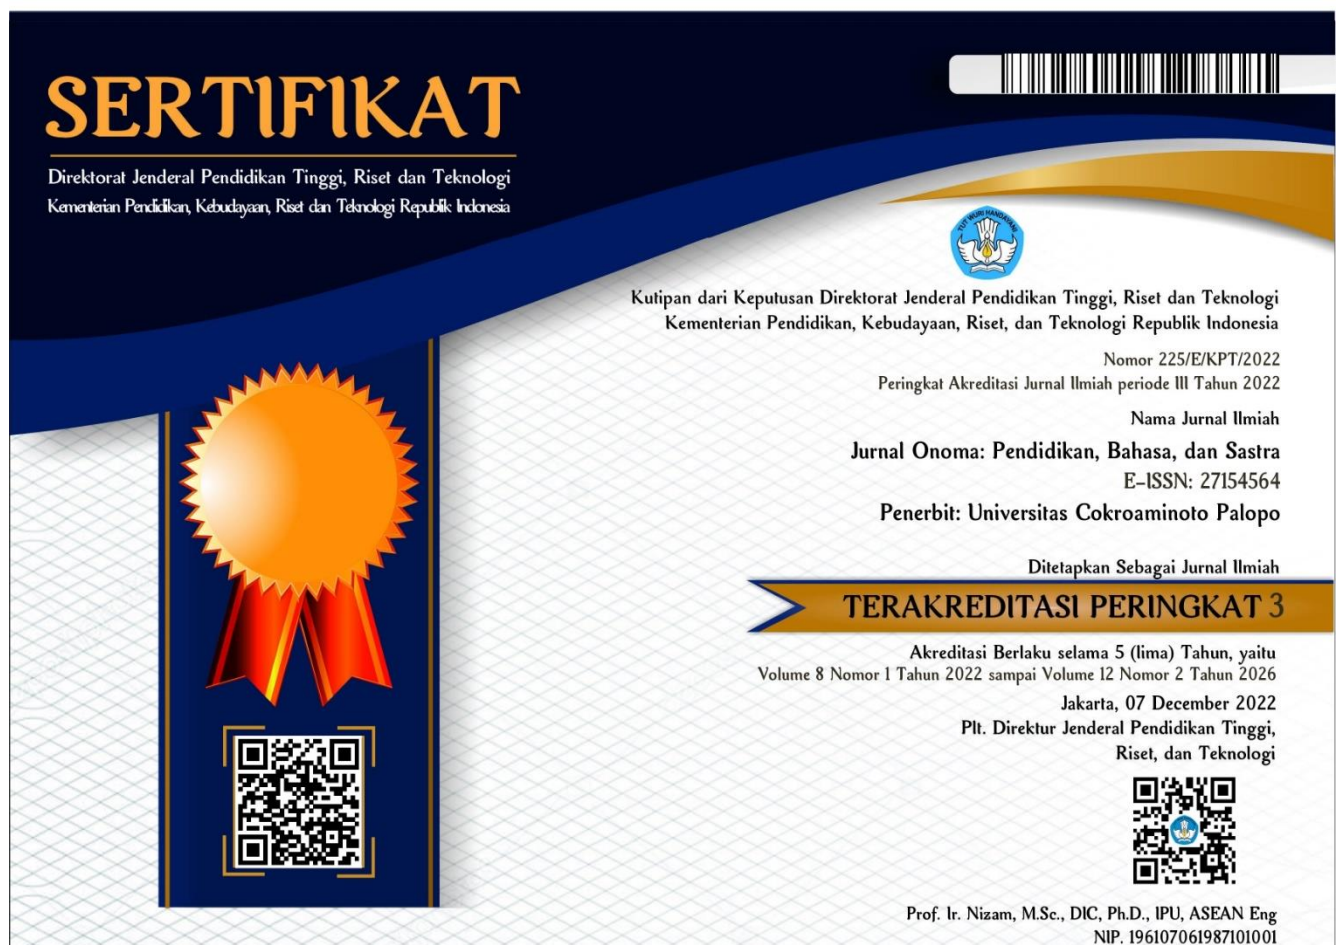 SERTIFIKAT
Direktorat Jenderal Pendidikan Tinggi, Riset dan Teknologi
Kementerian Pendidikan, Kebudayaan, Riset dan Teknologi Republik Indonesia
TUT WURI HANDAYANI
Kutipan dari Keputusan Direktorat Jenderal Pendidikan Tinggi, Riset dan Teknologi
Kementerian Pendidikan, Kebudayaan, Riset, dan Teknologi Republik Indonesia
Nomor 225/E/KPT/2022
Peringkat Akreditasi Jurnal Ilmiah periode III Tahun 2022
Nama Jurnal Ilmiah
Jurnal Onoma: Pendidikan, Bahasa, dan Sastra
E-ISSN: 27154564
Penerbit: Universitas Cokroaminoto Palopo
Ditetapkan Sebagai Jurnal Ilmiah
TERAKREDITASI PERINGKAT 3
Akreditasi Berlaku selama 5 (lima) Tahun, yaitu
Volume 8 Nomor 1 Tahun 2022 sampai Volume 12 Nomor 2 Tahun 2026
Jakarta, 07 December 2022
Plt. Direktur Jenderal Pendidikan Tinggi,
Riset, dan Teknologi
Prof. Ir. Nizam, M.Sc., DIC, Ph.D., IPU, ASEAN Eng
NIP. 196107061987101001